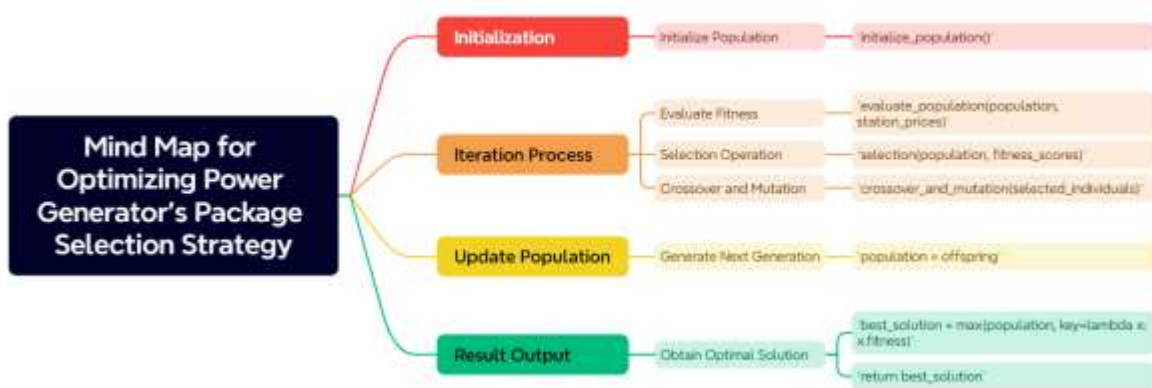 Mind Map for
Optimizing Power
Generator's Package
Selection Strategy
Initialization
Initialize Population
'initialize_population()'
Iteration Process
Evaluate Fitness
'evaluate_population(population,
station_prices)'
Selection Operation
'selection(population, fitness_scores)'
Crossover and Mutation
'crossover_and_mutation(selected_individuals)'
Update Population
Generate Next Generation
'population = offspring'
Result Output
Obtain Optimal Solution
'best_solution = max(population, key=lambda x:
x.fitness)'
'return best_solution'